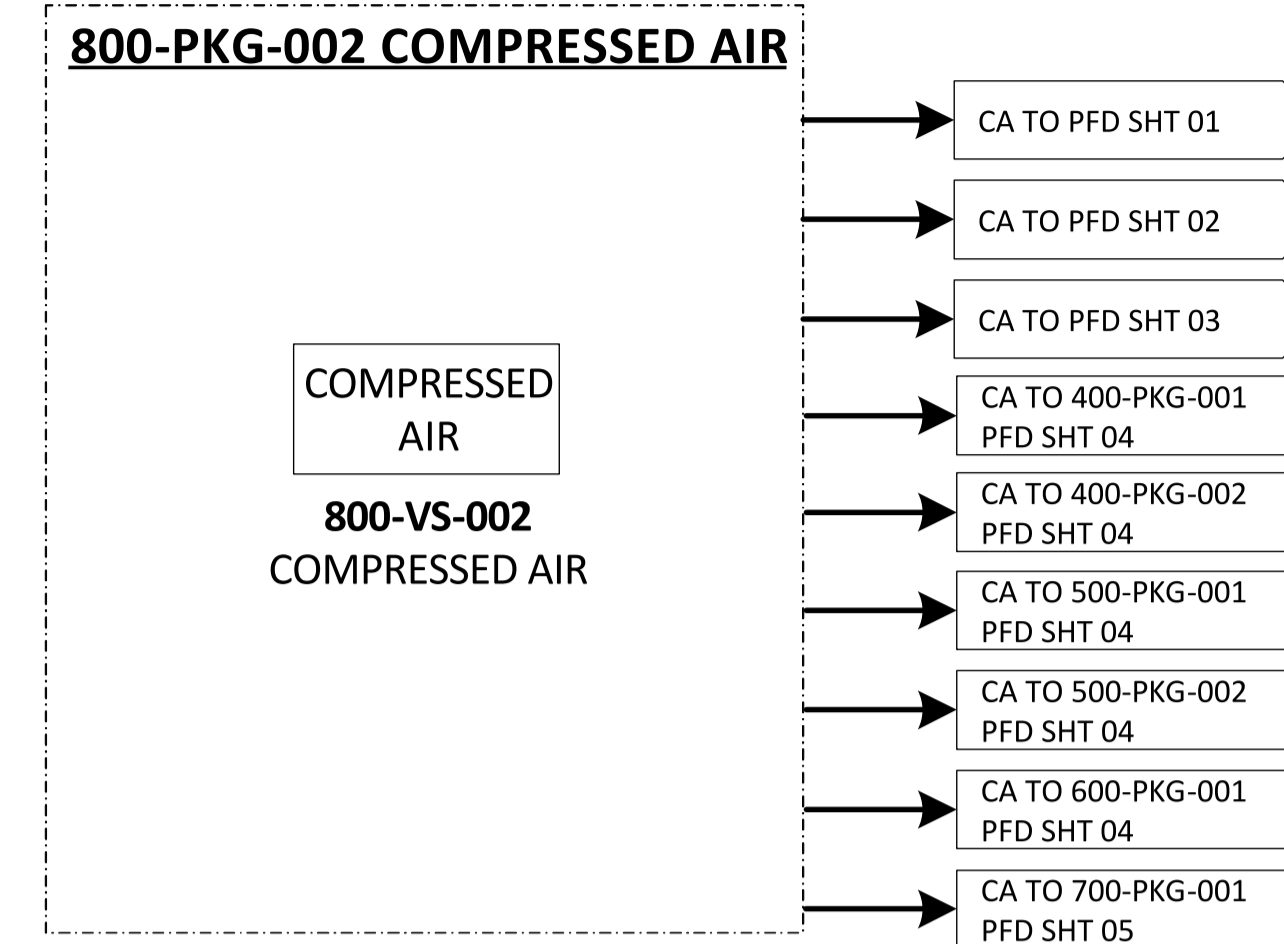 800-PKG-002 COMPRESSED AIR
COMPRESSED
AIR
800-VS-002
COMPRESSED AIR
CA TO PFD SHT 01
CA TO PFD SHT 02
CA TO PFD SHT 03
CA TO 400-PKG-001
PFD SHT 04
CA TO 400-PKG-002
PFD SHT 04
CA TO 500-PKG-001
PFD SHT 04
CA TO 500-PKG-002
PFD SHT 04
CA TO 600-PKG-001
PFD SHT 04
CA TO 700-PKG-001
PFD SHT 05